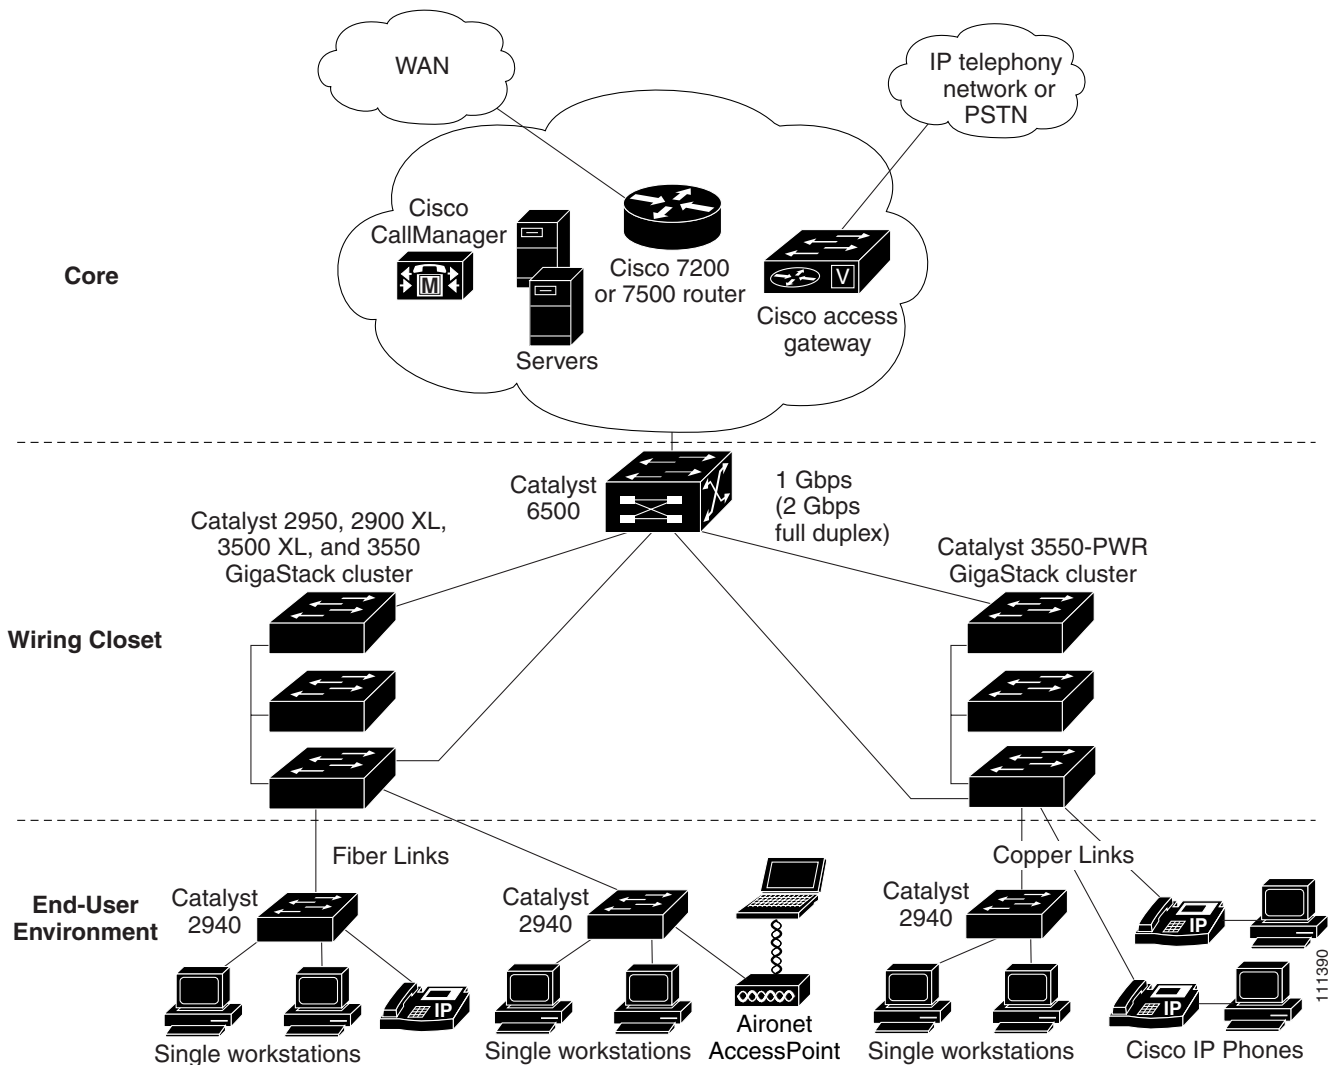 WAN
IP telephony
network or
PSTN
Cisco
CallManager
M
Servers
Cisco 7200
or 7500 router
V
Cisco access
gateway
Core
Catalyst
6500
1 Gbps
(2 Gbps
full duplex)
Catalyst 2950, 2900 XL,
3500 XL, and 3550
GigaStack cluster
Catalyst 3550-PWR
GigaStack cluster
Wiring Closet
Fiber Links
Copper Links
End-User
Environment
Catalyst
2940
Catalyst
2940
Catalyst
2940
IP
IP
IP
Single workstations
Single workstations
Aironet
AccessPoint
Single workstations
Cisco IP Phones
111390